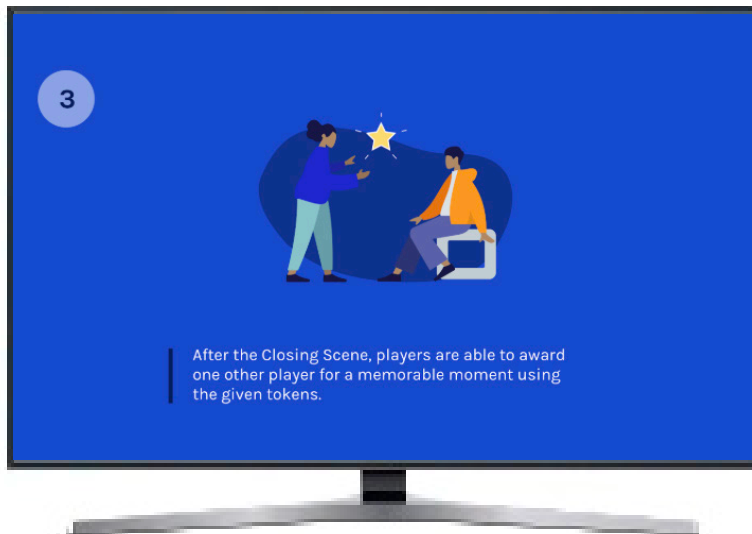 3
After the Closing Scene, players are able to award
one other player for a memorable moment using
the given tokens.